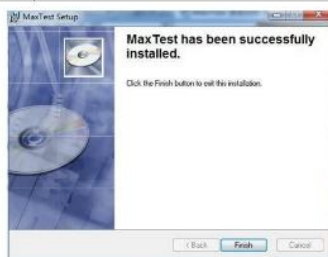 MaxTest Setup
MaxTest has been successfully
installed.
Click the Finish button to exit this installation.
< Back
Finish
Cancel